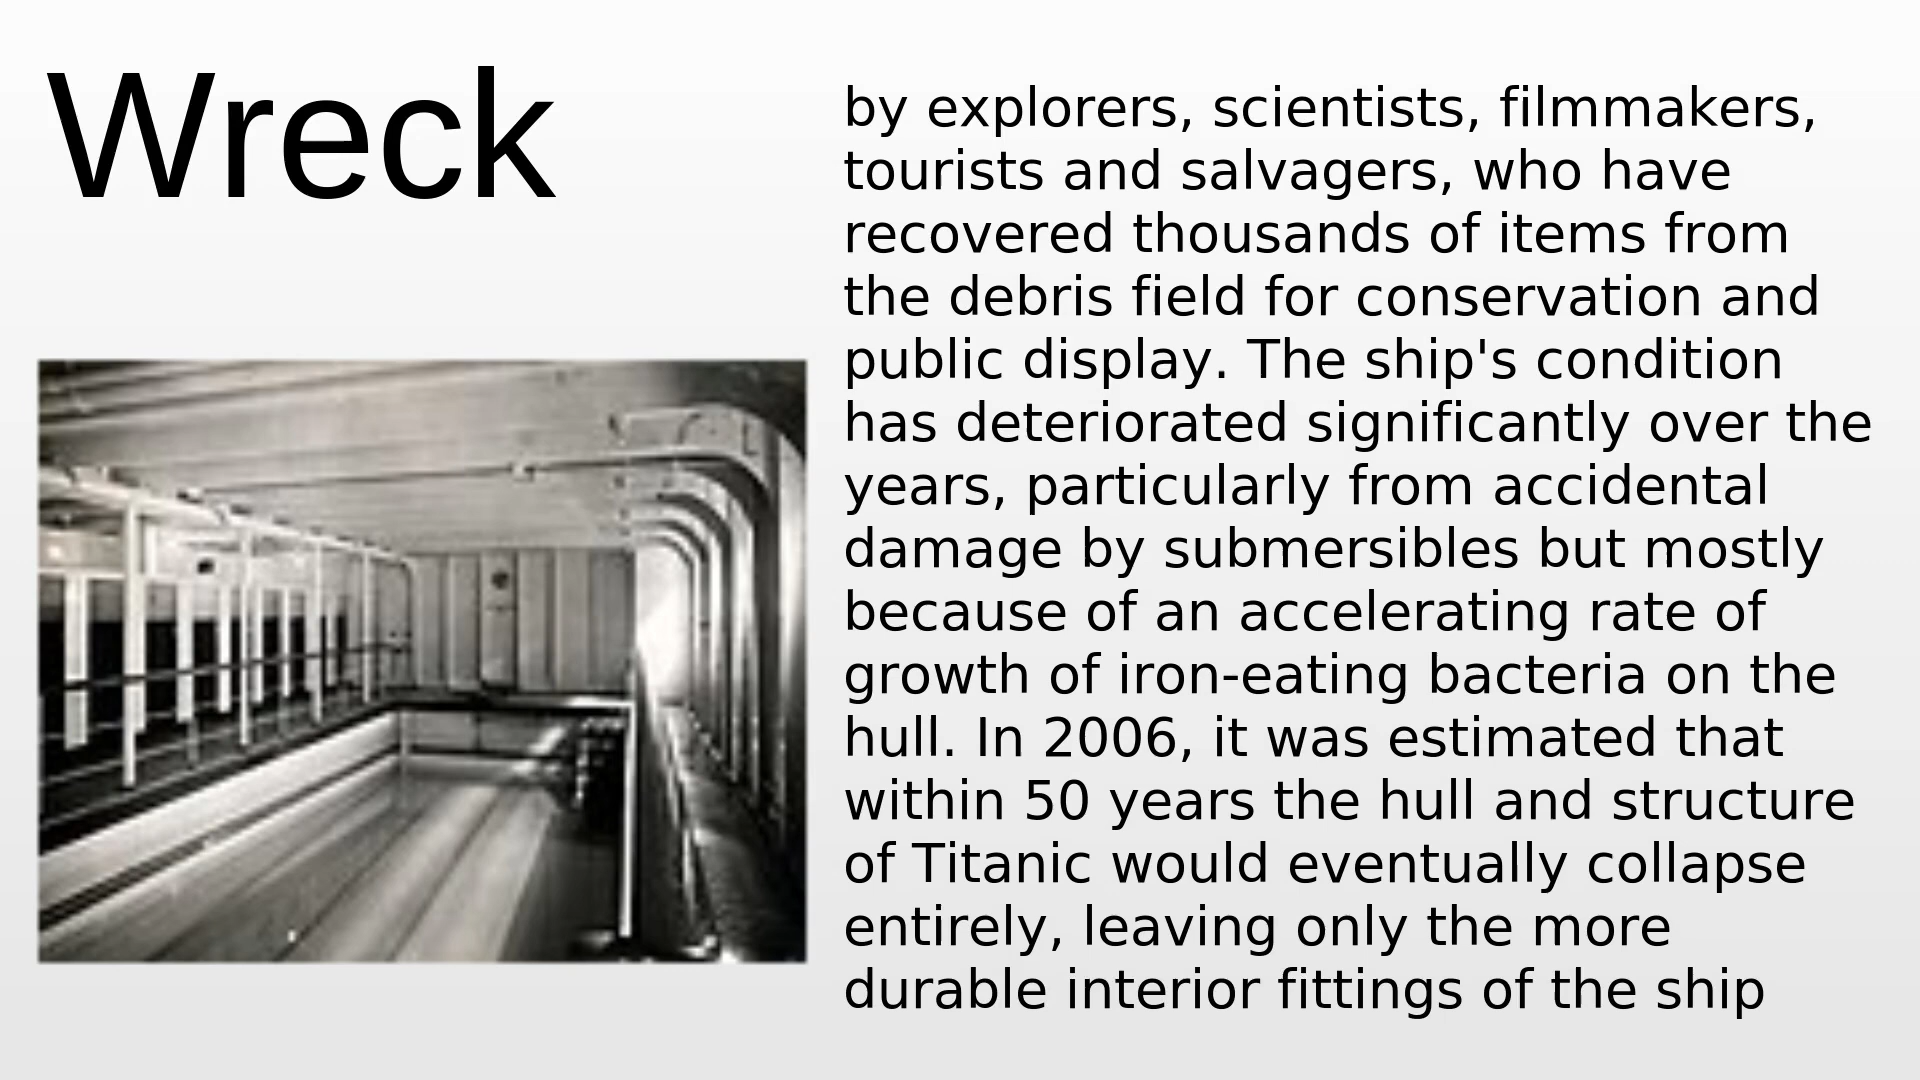 Wreck
by explorers, scientists, filmmakers,
tourists and salvagers, who have
recovered thousands of items from
the debris field for conservation and
public display. The ship's condition
has deteriorated significantly over the
years, particularly from accidental
damage by submersibles but mostly
because of an accelerating rate of
growth of iron-eating bacteria on the
hull. In 2006, it was estimated that
within 50 years the hull and structure
of Titanic would eventually collapse
entirely, leaving only the more
durable interior fittings of the ship